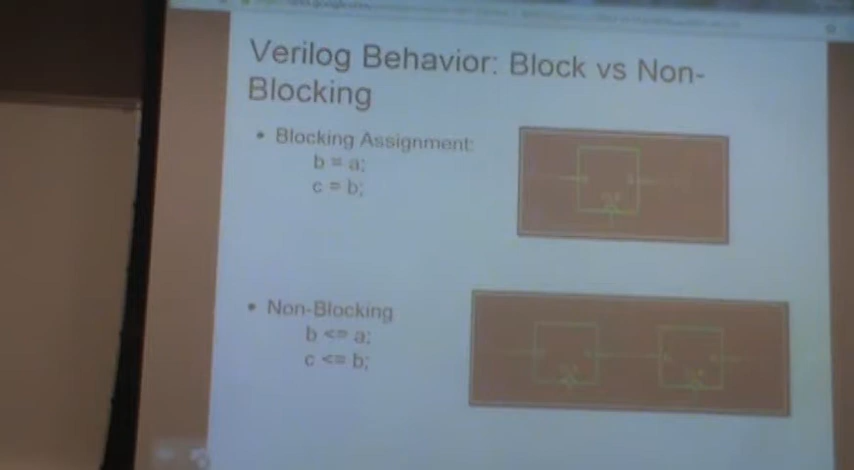 Verilog Behavior: Block vs Non-
Blocking
• Blocking Assignment:
b = a;
c = b;
• Non-Blocking
b <= a;
c <= b;